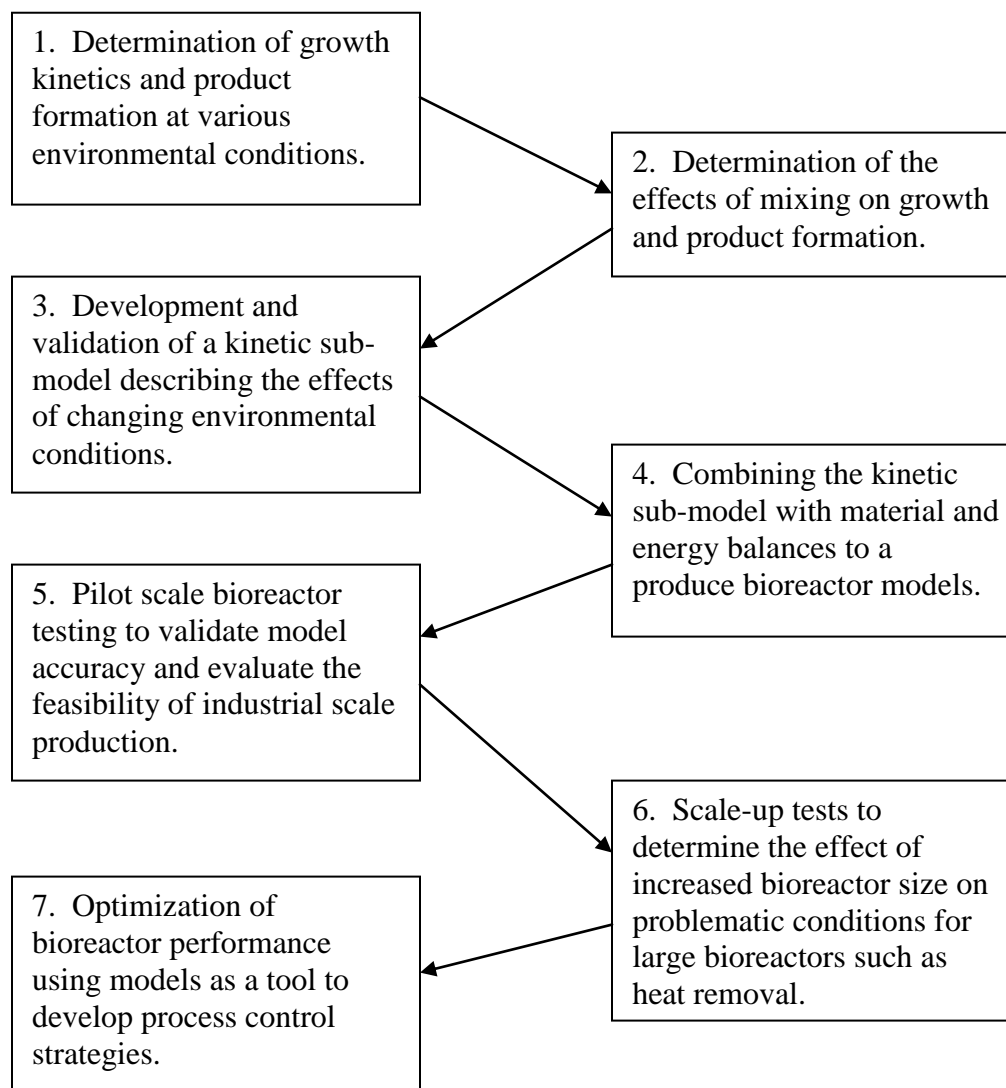 1.  Determination of growth
kinetics and product
formation at various
environmental conditions.
2.  Determination of the
effects of mixing on growth
and product formation.
3.  Development and
validation of a kinetic sub-
model describing the effects
of changing environmental
conditions.
4.  Combining the kinetic
sub-model with material and
energy balances to a
produce bioreactor models.
5.  Pilot scale bioreactor
testing to validate model
accuracy and evaluate the
feasibility of industrial scale
production.
6.  Scale-up tests to
determine the effect of
increased bioreactor size on
problematic conditions for
large bioreactors such as
heat removal.
7.  Optimization of
bioreactor performance
using models as a tool to
develop process control
strategies.